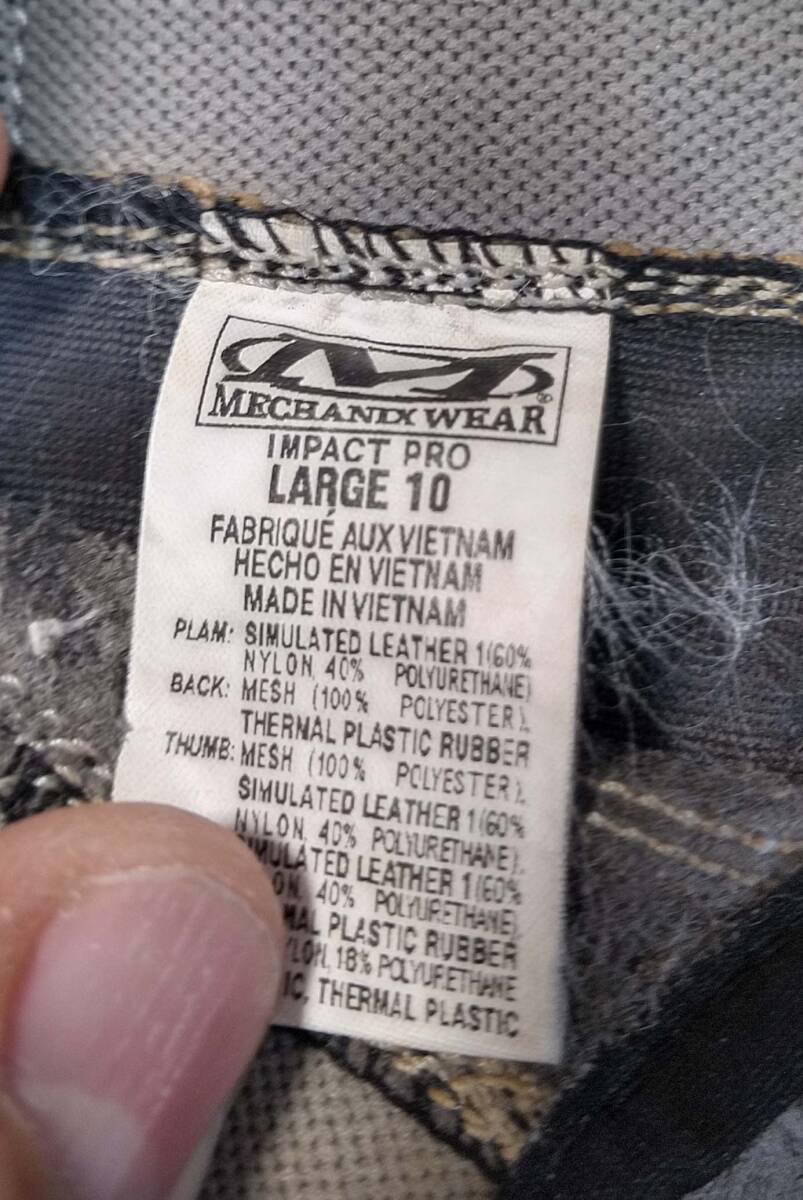 MECHANIX WEAR ®
IMPACT PRO
LARGE 10
FABRIQUÉ AUX VIETNAM
HECHO EN VIETNAM
MADE IN VIETNAM
PLAM: SIMULATED LEATHER 1(60%
NYLON, 40% POLYURETHANE)
BACK: MESH (100% POLYESTER),
THERMAL PLASTIC RUBBER
THUMB: MESH (100% POLYESTER),
SIMULATED LEATHER 1(60%
NYLON, 40% POLYURETHANE),
LATED LEATHER 1(60%
40% POLYURETHANE),
PLASTIC RUBBER
18% POLYURETHANE
THERMAL PLASTIC